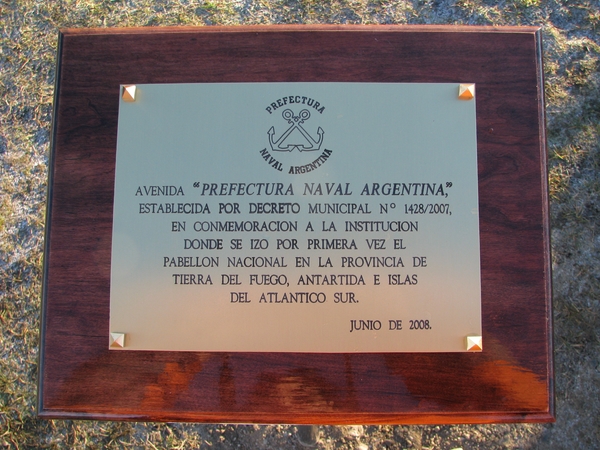 PREFECTURA
NAVAL ARGENTINA
AVENIDA "PREFECTURA NAVAL ARGENTINA,"
ESTABLECIDA POR DECRETO MUNICIPAL Nº 1428/2007,
EN CONMEMORACION A LA INSTITUCION
DONDE SE IZO POR PRIMERA VEZ EL
PABELLON NACIONAL EN LA PROVINCIA DE
TIERRA DEL FUEGO, ANTARTIDA E ISLAS
DEL ATLANTICO SUR.
JUNIO DE 2008.